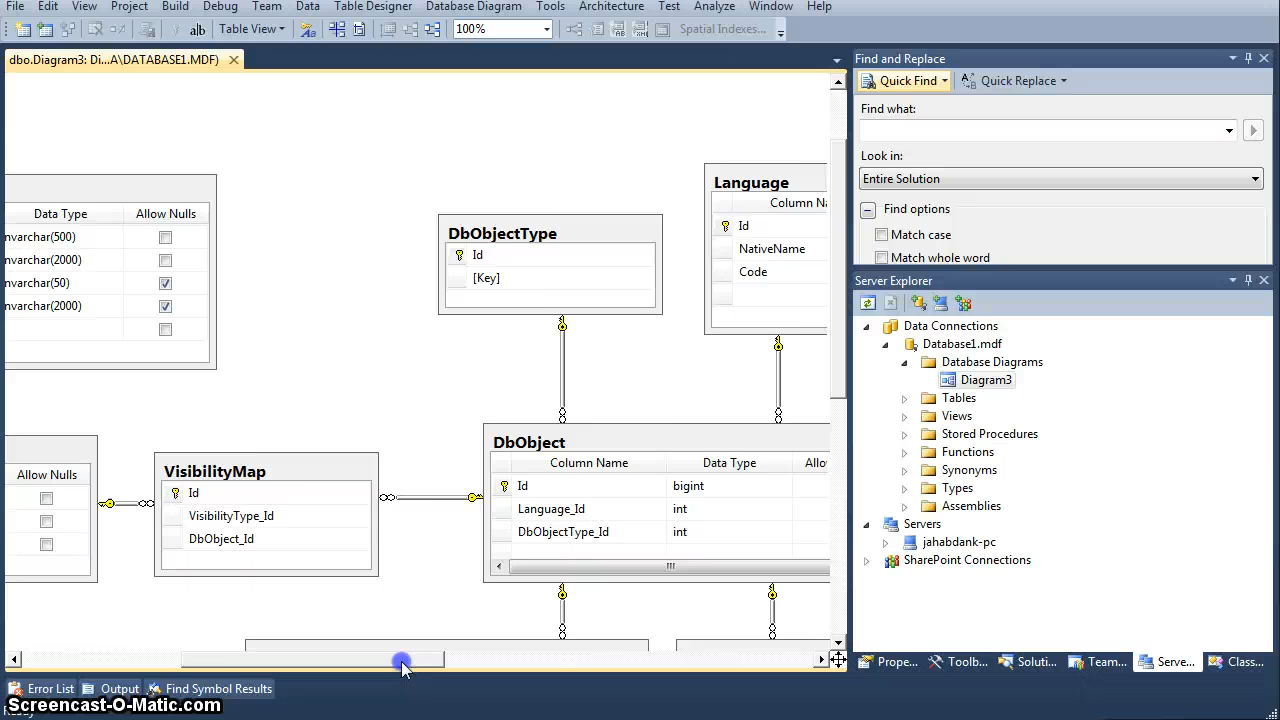 File Edit View Project Build Debug Team Data Table Designer Database Diagram Tools Architecture Test Analyze Window Help
ab Table View 100% Spatial Indexes...
dbo.Diagram3: Di...A\DATABASE1.MDF)
Data Type Allow Nulls
nvarchar(500)
nvarchar(2000)
nvarchar(50)
nvarchar(2000)
DbObjectType
Id
[Key]
Language
Column Na
Id
NativeName
Code
Allow Nulls
VisibilityMap
Id
VisibilityType_Id
DbObject_Id
DbObject
Column Name Data Type Allo
Id bigint
Language_Id int
DbObjectType_Id int
Find and Replace
Quick Find Quick Replace
Find what:
Look in:
Entire Solution
Find options
Match case
Match whole word
Server Explorer
Data Connections
Database1.mdf
Database Diagrams
Diagram3
Tables
Views
Stored Procedures
Functions
Synonyms
Types
Assemblies
Servers
jahabdank-pc
SharePoint Connections
Prope... Toolb... Soluti... Team... Serve... Class...
Error List Output Find Symbol Results
Screencast-O-Matic.com